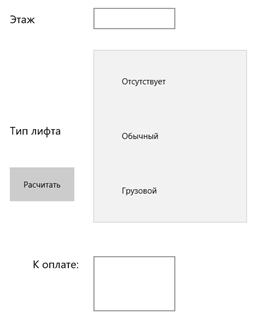 Этаж
Отсутствует
Тип лифта
Обычный
Расчитать
Грузовой
К оплате: